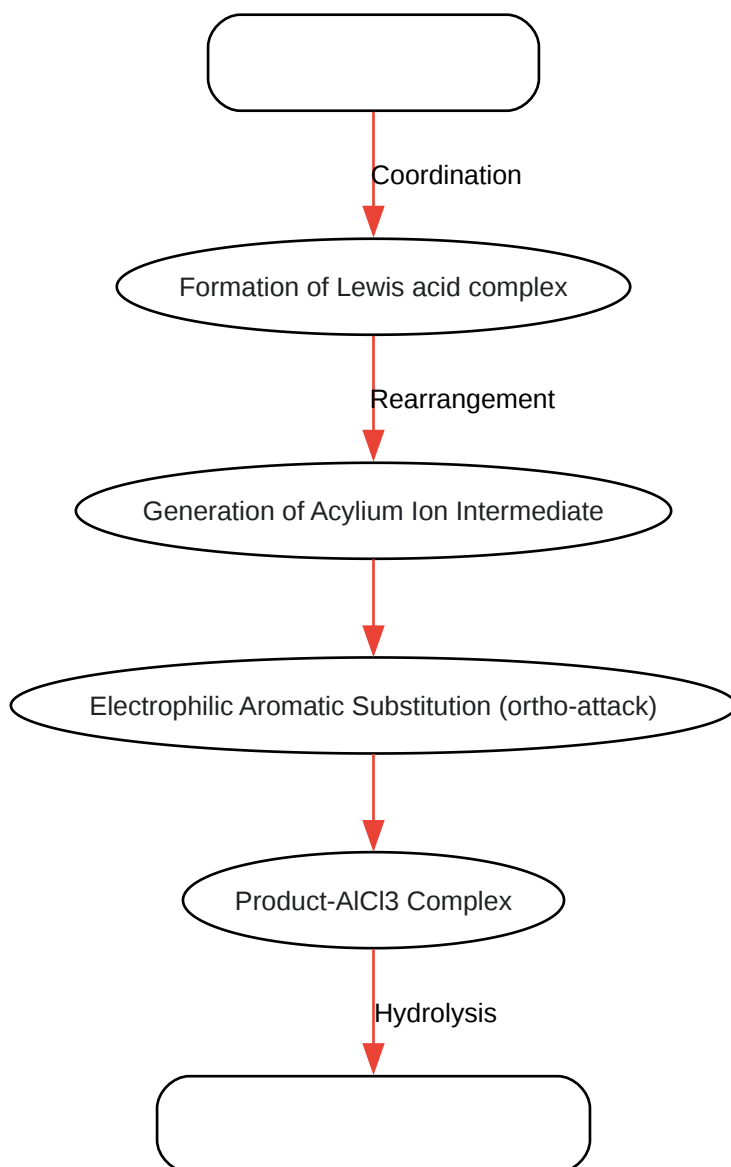 Coordination
Formation of Lewis acid complex
Rearrangement
Generation of Acylium Ion Intermediate
Electrophilic Aromatic Substitution (ortho-attack)
Product-AlCl3 Complex
Hydrolysis